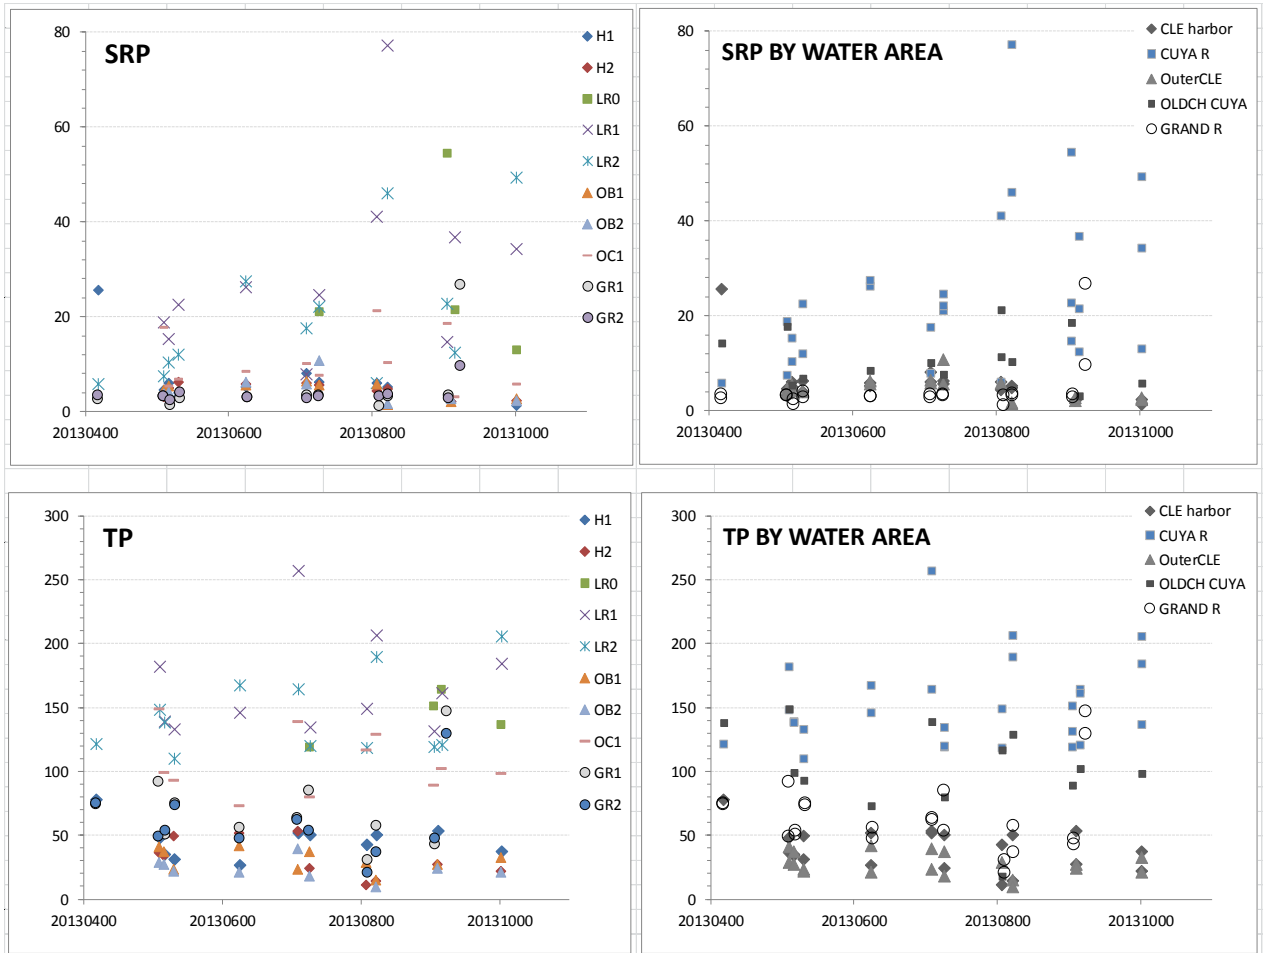 SRP
80
60
40
20
0
20130400 20130600 20130800 20131000
H1
H2
LR0
LR1
LR2
OB1
OB2
OC1
GR1
GR2
SRP BY WATER AREA
80
60
40
20
0
20130400 20130600 20130800 20131000
CLE harbor
CUYA R
OuterCLE
OLDCH CUYA
GRAND R
TP
300
250
200
150
100
50
0
20130400 20130600 20130800 20131000
H1
H2
LR0
LR1
LR2
OB1
OB2
OC1
GR1
GR2
TP BY WATER AREA
300
250
200
150
100
50
0
20130400 20130600 20130800 20131000
CLE harbor
CUYA R
OuterCLE
OLDCH CUYA
GRAND R